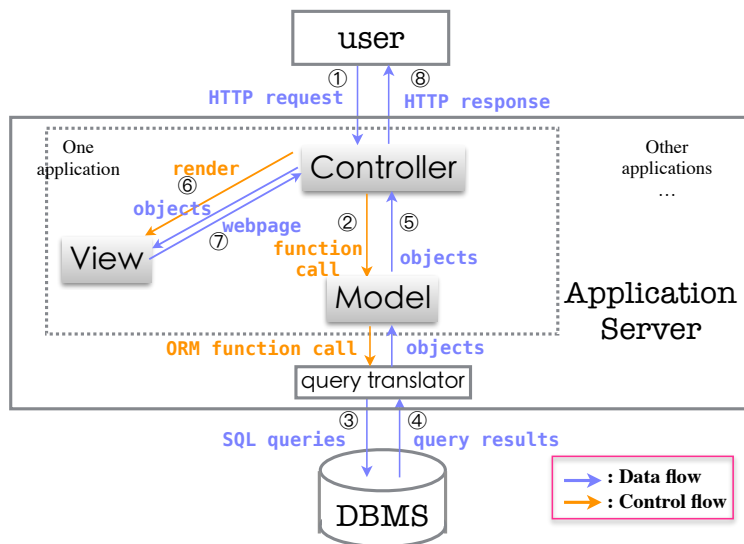 user
① ⑧
HTTP request
HTTP response
One
application
Other
applications
...
render
Controller
⑥
objects
webpage
⑦
② ⑤
function
call
objects
View
Model
Application
Server
ORM function call
objects
query translator
③ ④
SQL queries
query results
DBMS
: Data flow
: Control flow